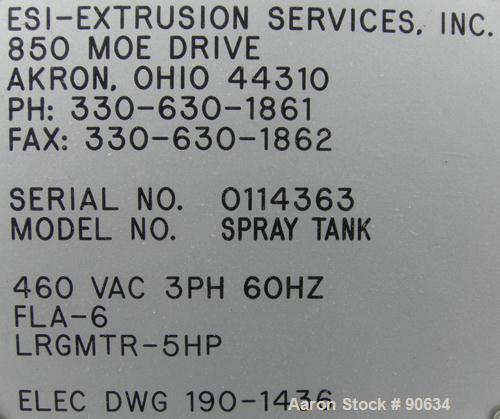 ESI-EXTRUSION SERVICES, INC.
850 MOE DRIVE
AKRON, OHIO 44310
PH: 330-630-1861
FAX: 330-630-1862
SERIAL NO. 0114363
MODEL NO. SPRAY TANK
460 VAC 3PH 60HZ
FLA-6
LRGMTR-5HP
ELEC DWG 190-1436
Aaron Stock # 90634